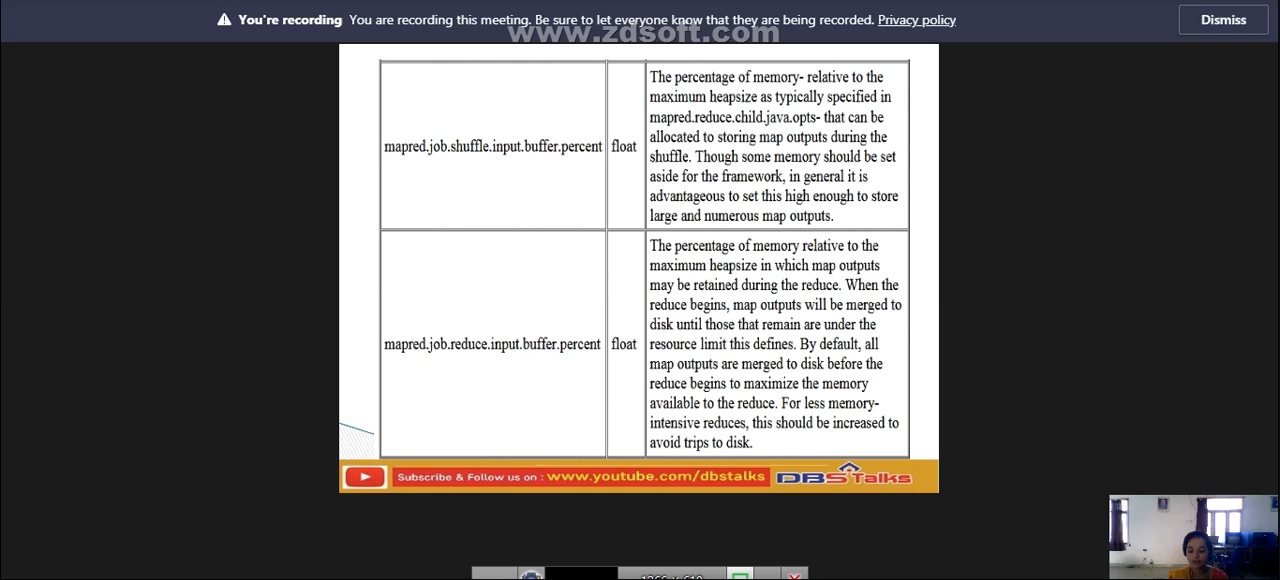 You're recording You are recording this meeting. Be sure to let everyone know that they are being recorded. Privacy policy
Dismiss
www.zdsoft.com
mapred.job.shuffle.input.buffer.percent
float
The percentage of memory- relative to the
maximum heapsize as typically specified in
mapred.reduce.child.java.opts- that can be
allocated to storing map outputs during the
shuffle. Though some memory should be set
aside for the framework, in general it is
advantageous to set this high enough to store
large and numerous map outputs.
mapred.job.reduce.input.buffer.percent
float
The percentage of memory relative to the
maximum heapsize in which map outputs
may be retained during the reduce. When the
reduce begins, map outputs will be merged to
disk until those that remain are under the
resource limit this defines. By default, all
map outputs are merged to disk before the
reduce begins to maximize the memory
available to the reduce. For less memory-
intensive reduces, this should be increased to
avoid trips to disk.
Subscribe & Follow us on : www.youtube.com/dbstalks
DBS Talks